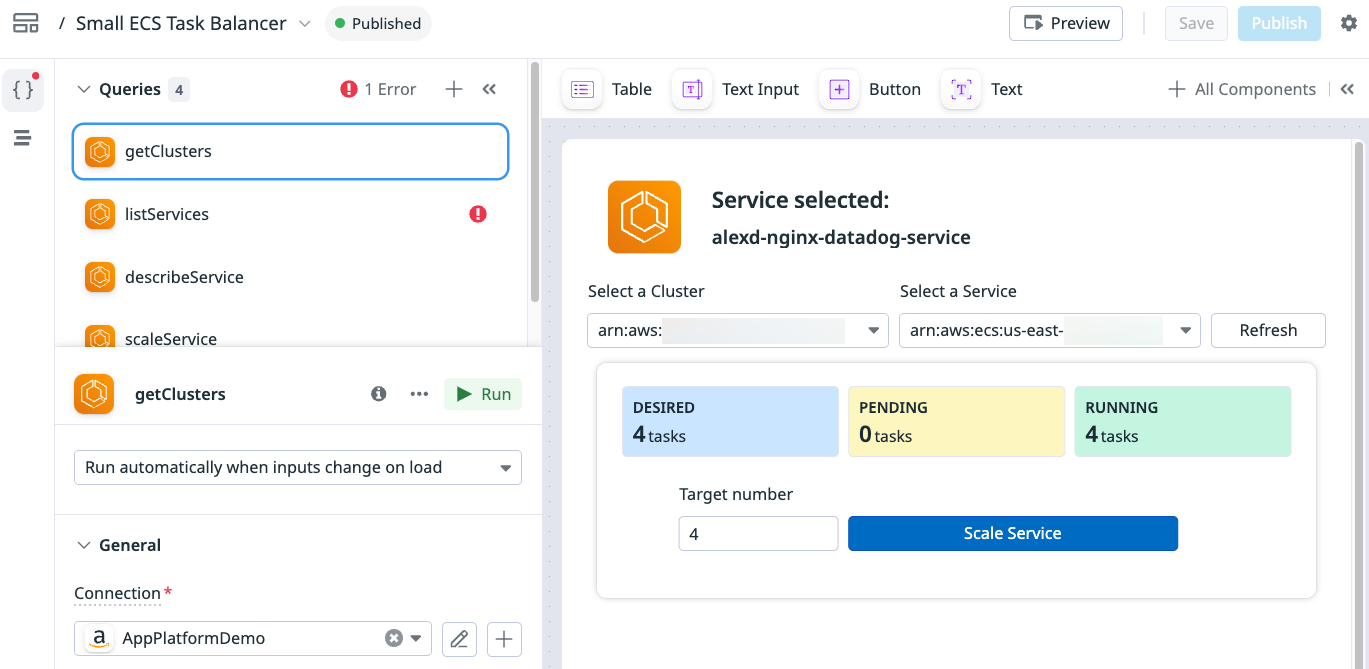 / Small ECS Task Balancer Published Preview Save Publish
Queries 4 1 Error
getClusters
listServices
describeService
scaleService
getClusters Run
Run automatically when inputs change on load
General
Connection*
AppPlatformDemo
Table Text Input Button Text All Components
Service selected:
alexd-nginx-datadog-service
Select a Cluster Select a Service
arn:aws: arn:aws:ecs:us-east- Refresh
DESIRED PENDING RUNNING
4 tasks 0 tasks 4 tasks
Target number
4 Scale Service